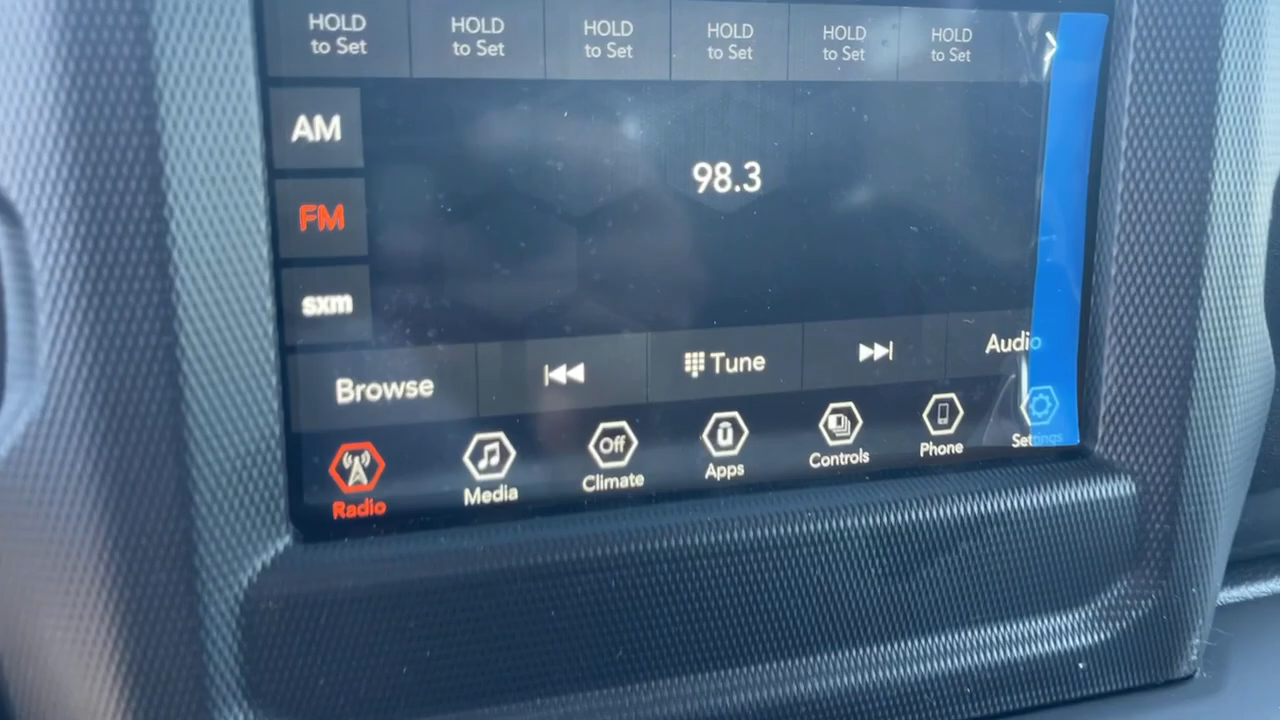 HOLD to Set
HOLD to Set
HOLD to Set
HOLD to Set
HOLD to Set
HOLD to Set
AM
98.3
FM
sxm
Browse
Tune
Audio
Radio
Media
Off
Climate
Apps
Controls
Phone
Settings